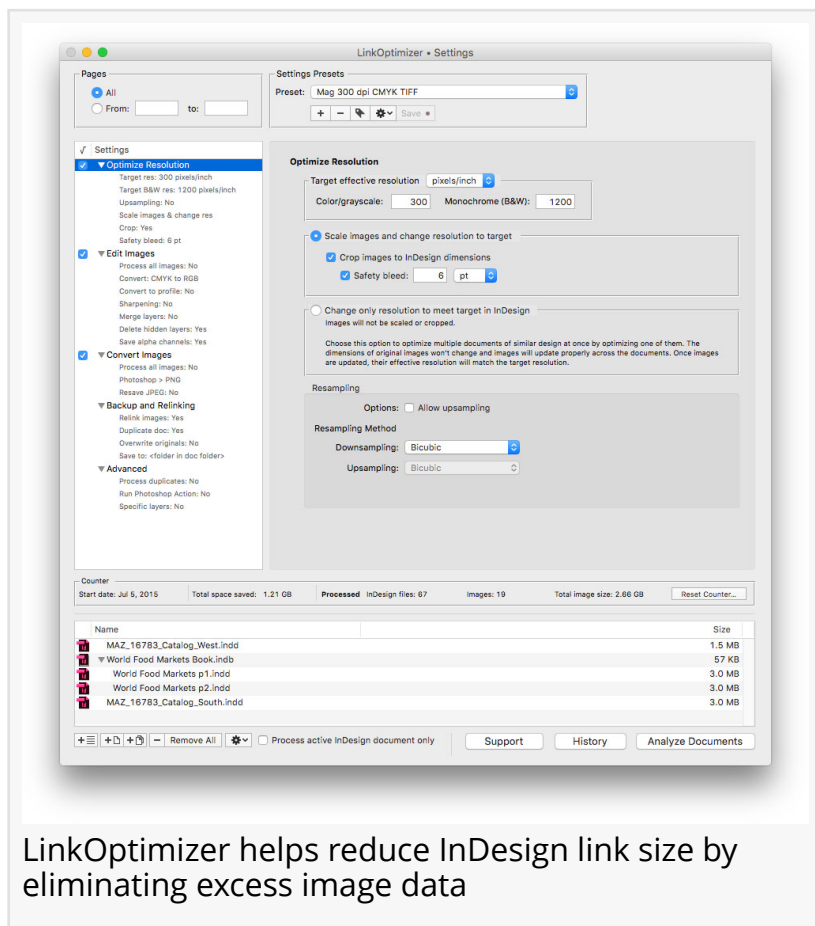 LinkOptimizer • Settings
Pages
All
From: to:
Settings Presets
Preset: Mag 300 dpi CMYK TIFF
+ − Save •
√ Settings
Optimize Resolution
Target res: 300 pixels/inch
Target B&W res: 1200 pixels/inch
Upsampling: No
Scale images & change res
Crop: Yes
Safety bleed: 6 pt
Edit Images
Process all images: No
Convert: CMYK to RGB
Convert to profile: No
Sharpening: No
Merge layers: No
Delete hidden layers: Yes
Save alpha channels: Yes
Convert Images
Process all images: No
Photoshop > PNG
Resave JPEG: No
Backup and Relinking
Relink images: Yes
Duplicate doc: Yes
Overwrite originals: No
Save to: <folder in doc folder>
Advanced
Process duplicates: No
Run Photoshop Action: No
Specific layers: No
Optimize Resolution
Target effective resolution pixels/inch
Color/grayscale: 300 Monochrome (B&W): 1200
Scale images and change resolution to target
Crop images to InDesign dimensions
Safety bleed: 6 pt
Change only resolution to meet target in InDesign
Images will not be scaled or cropped.
Choose this option to optimize multiple documents of similar design at once by optimizing one of them. The
dimensions of original images won't change and images will update properly across the documents. Once images
are updated, their effective resolution will match the target resolution.
Resampling
Options: Allow upsampling
Resampling Method
Downsampling: Bicubic
Upsampling: Bicubic
Counter
Start date: Jul 5, 2015 Total space saved: 1.21 GB Processed InDesign files: 67 Images: 19 Total image size: 2.66 GB Reset Counter...
Name Size
MAZ_16783_Catalog_West.indd 1.5 MB
World Food Markets Book.indb 57 KB
World Food Markets p1.indd 3.0 MB
World Food Markets p2.indd 3.0 MB
MAZ_16783_Catalog_South.indd 3.0 MB
+ + + − Remove All Process active InDesign document only Support History Analyze Documents
LinkOptimizer helps reduce InDesign link size by
eliminating excess image data